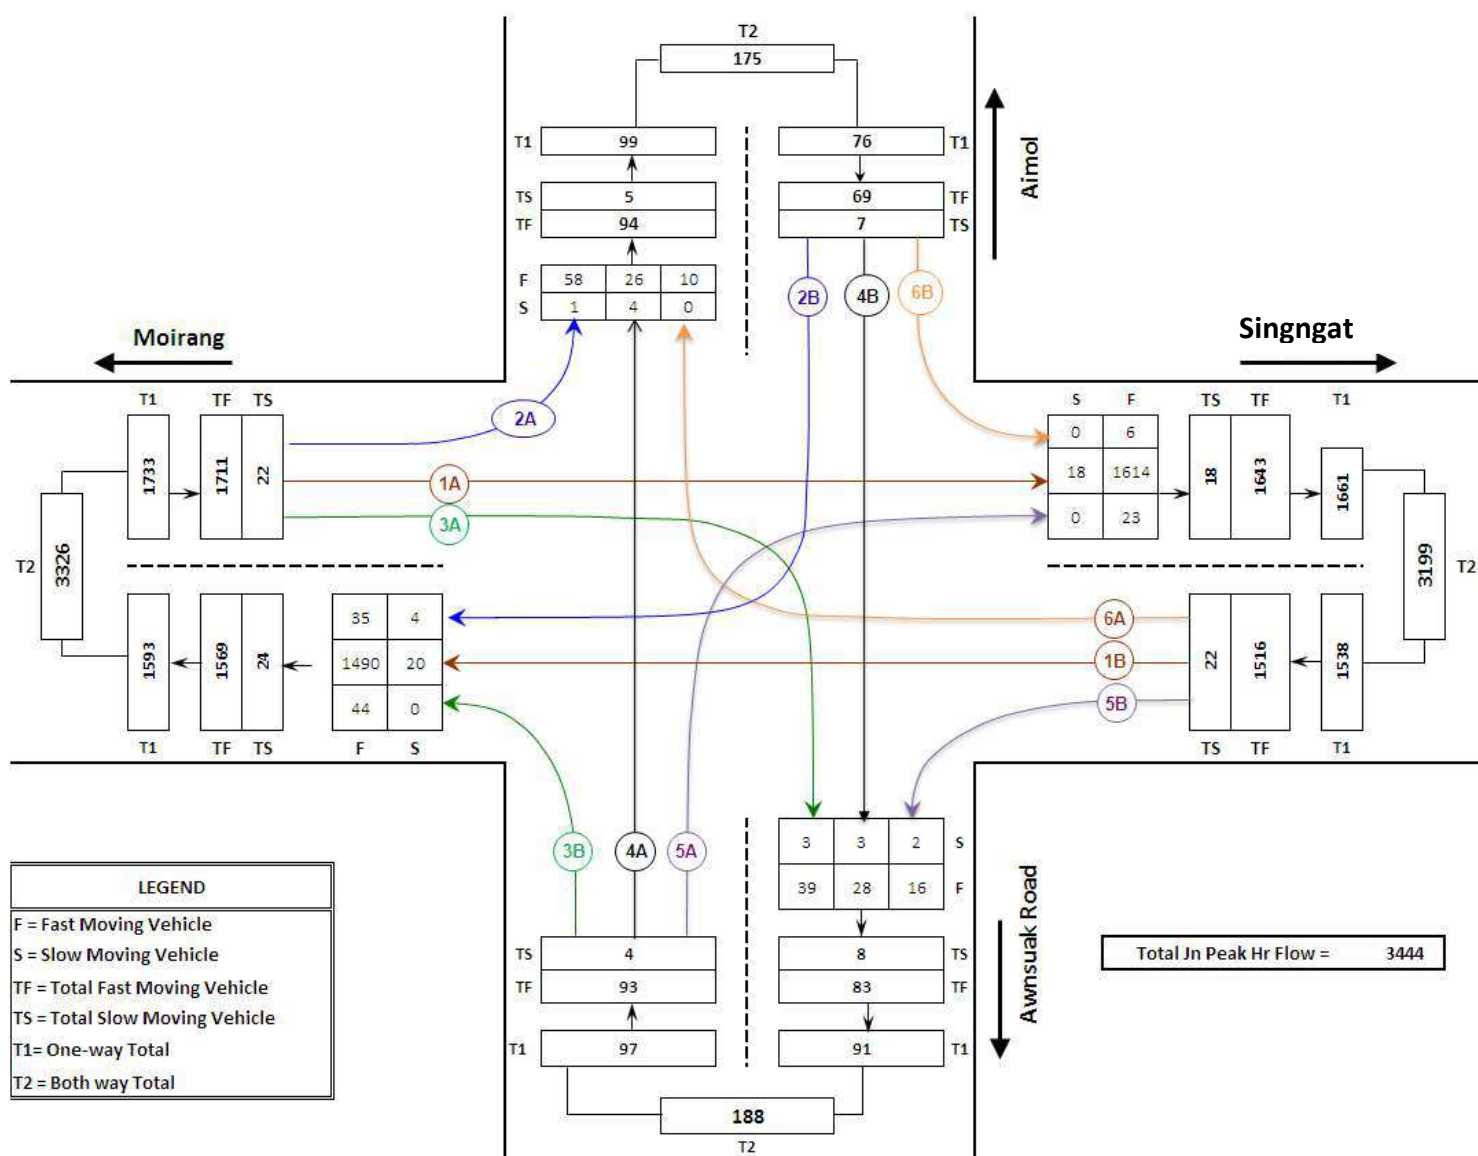 T2
175
T1 99 76 T1
TS 5 69 TF
TF 94 7 TS
F 58 26 10
S 1 4 0
2B 4B 6B
Aimol
Moirang
Singngat
T1 TF TS
1733 1711 22
2A
1A
3A
S F TS TF T1
0 6
18 1614 18 1643 1661
0 23
T2 3326
3199 T2
35 4
1593 1569 24 1490 20
44 0
T1 TF TS F S
6A
1B
5B
22 1516 1538
TS TF T1
3B 4A 5A
3 3 2 S
39 28 16 F
TS 4 8 TS
TF 93 83 TF
T1 97 91 T1
188
T2
Awnsuak Road
Total Jn Peak Hr Flow = 3444
LEGEND
F = Fast Moving Vehicle
S = Slow Moving Vehicle
TF = Total Fast Moving Vehicle
TS = Total Slow Moving Vehicle
T1= One-way Total
T2 = Both way Total